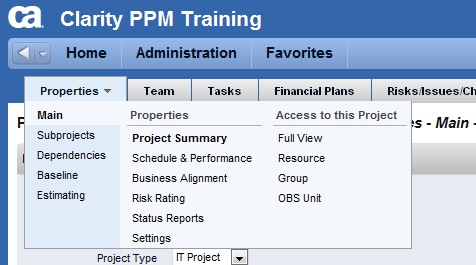 ca Clarity PPM Training
Home Administration Favorites
Properties Team Tasks Financial Plans Risks/Issues/Ch
Main Properties Access to this Project
Subprojects Project Summary Full View
Dependencies Schedule & Performance Resource
Baseline Business Alignment Group
Estimating Risk Rating OBS Unit
Status Reports
Settings
es - Main -
Project Type IT Project